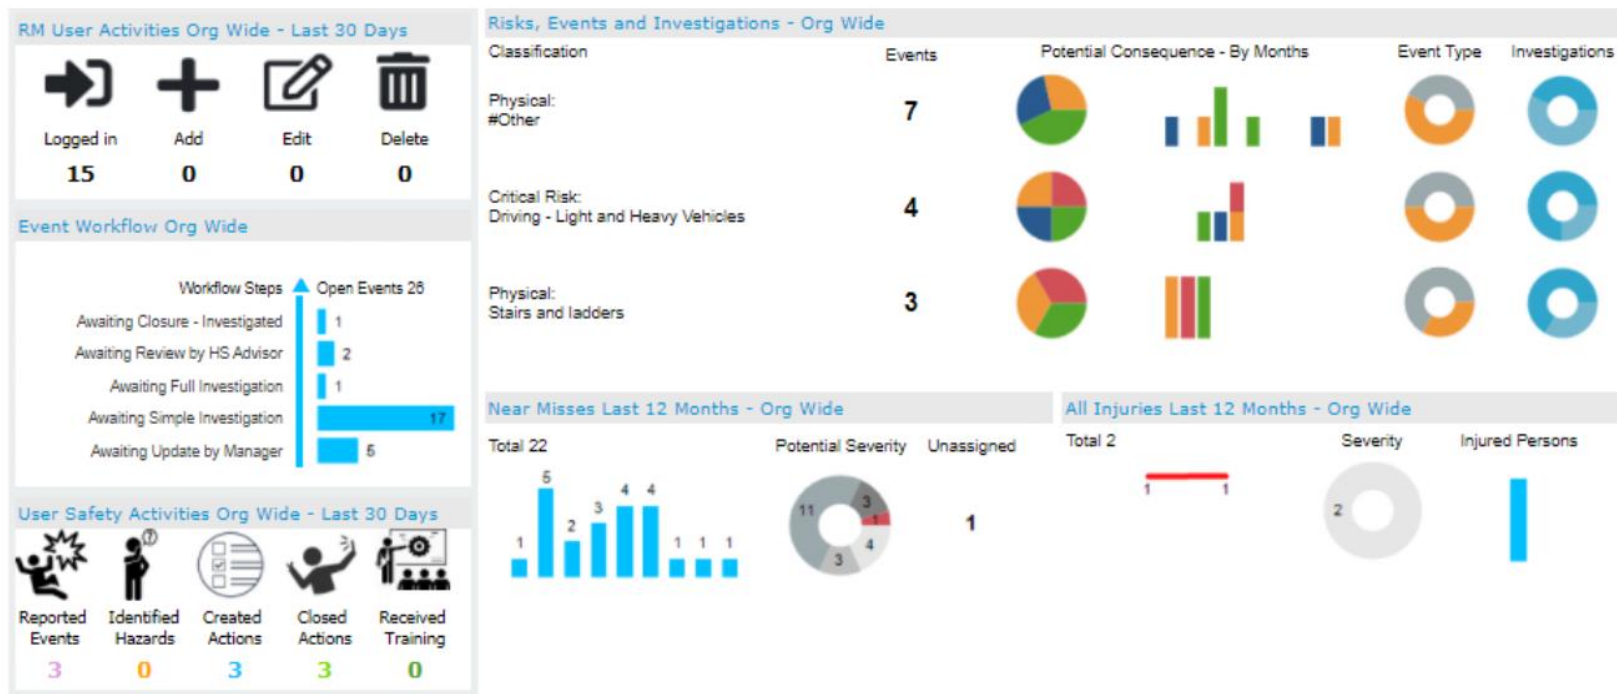 RM User Activities Org Wide - Last 30 Days
Logged in Add Edit Delete
15 0 0 0
Event Workflow Org Wide
Workflow Steps Open Events 26
Awaiting Closure - Investigated 1
Awaiting Review by HS Advisor 2
Awaiting Full Investigation 1
Awaiting Simple Investigation 17
Awaiting Update by Manager 5
User Safety Activities Org Wide - Last 30 Days
Reported Identified Created Closed Received
Events Hazards Actions Actions Training
3 0 3 3 0
Risks, Events and Investigations - Org Wide
Classification Events Potential Consequence - By Months Event Type Investigations
Physical:
#Other
7
Critical Risk:
Driving - Light and Heavy Vehicles
4
Physical:
Stairs and ladders
3
Near Misses Last 12 Months - Org Wide
Total 22 Potential Severity Unassigned
1 5 2 3 4 4 1 1 1
11 3 1 4 3
1
All Injuries Last 12 Months - Org Wide
Total 2 Severity Injured Persons
1 1
2